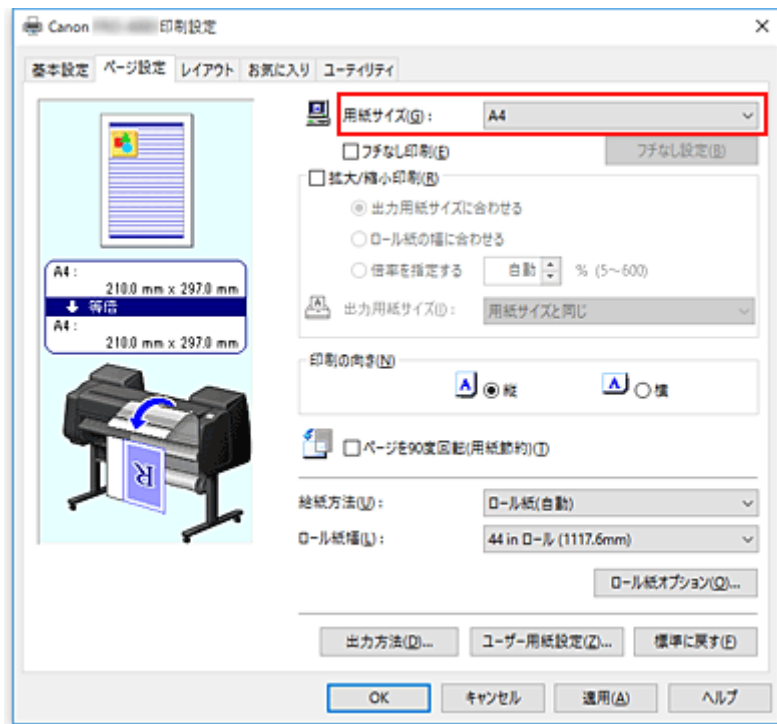 Canon 印刷設定
基本設定 ページ設定 レイアウト お気に入り ユーティリティ
用紙サイズ(G): A4
フチなし印刷(E) フチなし設定(B)
拡大/縮小印刷(R)
出力用紙サイズに合わせる
ロール紙の幅に合わせる
倍率を指定する 自動 % (5～600)
出力用紙サイズ(I): 用紙サイズと同じ
A4 :
210.0 mm x 297.0 mm
等倍
A4 :
210.0 mm x 297.0 mm
印刷の向き(N)
A 縦 A 横
ページを90度回転(用紙節約)(T)
R
給紙方法(U): ロール紙(自動)
ロール紙幅(L): 44 in ロール (1117.6mm)
ロール紙オプション(Q)...
出力方法(D)... ユーザー用紙設定(Z)... 標準に戻す(F)
OK キャンセル 適用(A) ヘルプ